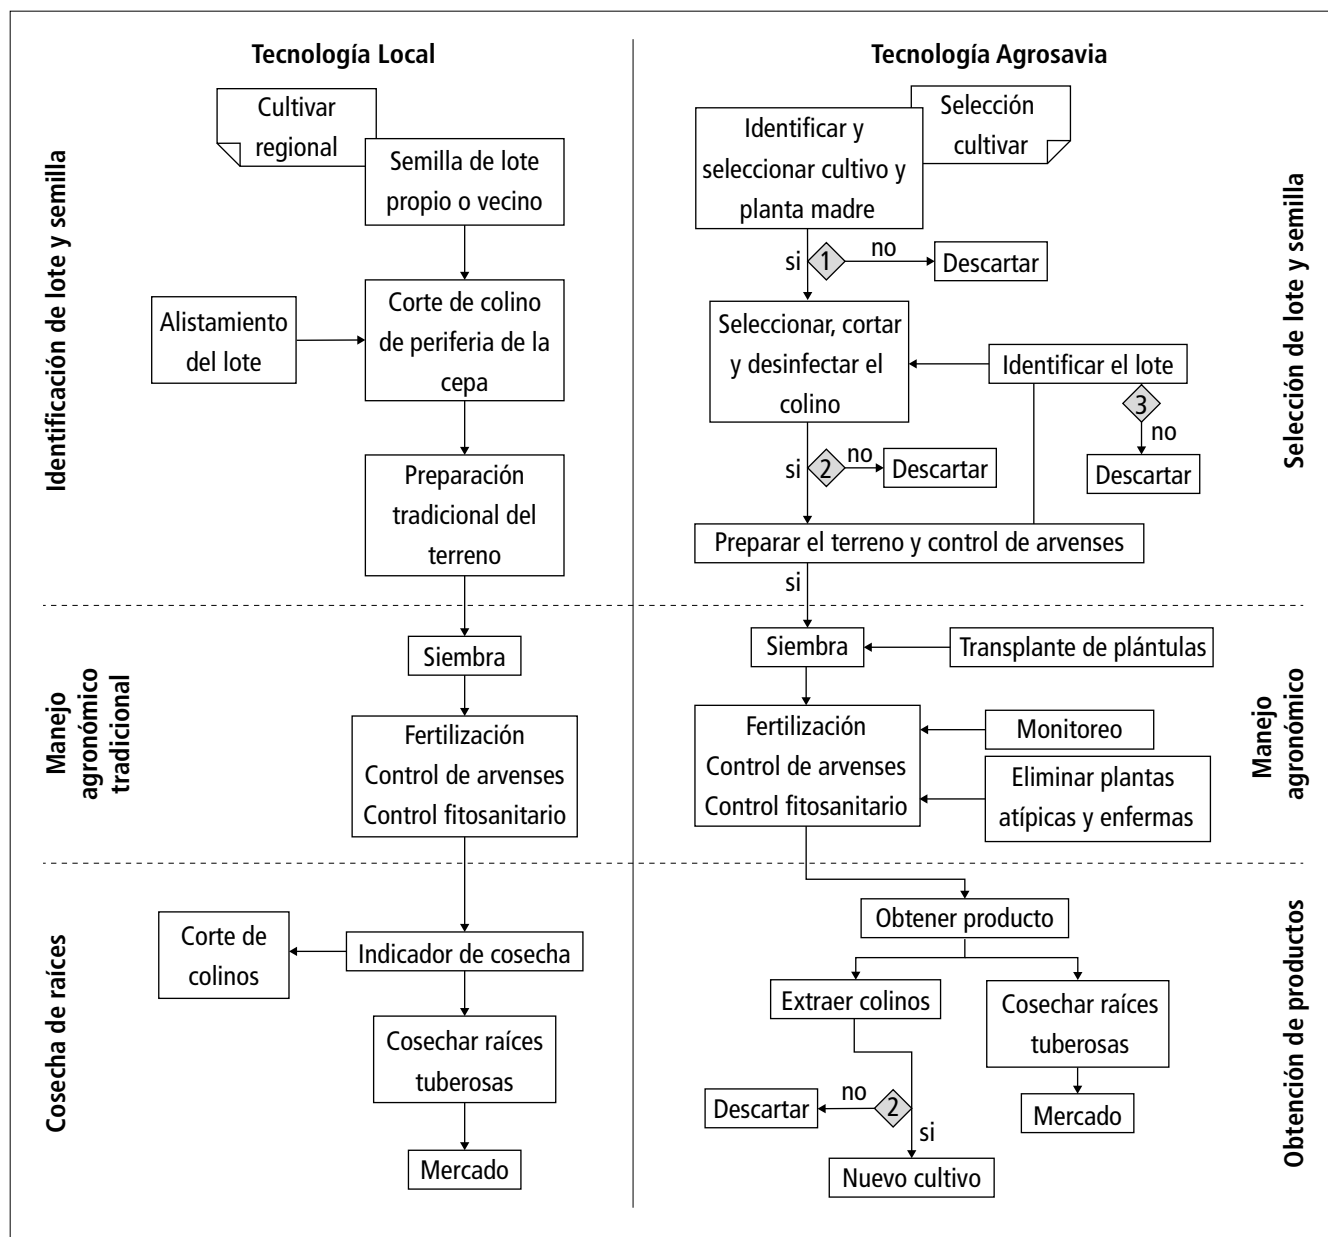 Tecnología Local
Cultivar
regional
Semilla de lote
propio o vecino
Alistamiento
del lote
Corte de colino
de periferia de la
cepa
Preparación
tradicional del
terreno
Identificación de lote y semilla
Siembra
Fertilización
Control de arvenses
Control fitosanitario
Manejo
agronómico
tradicional
Indicador de cosecha
Corte de
colinos
Cosechar raíces
tuberosas
Mercado
Cosecha de raíces
Tecnología Agrosavia
Selección
cultivar
Identificar y
seleccionar cultivo y
planta madre
si
1
no
Descartar
Seleccionar, cortar
y desinfectar el
colino
Identificar el lote
3
no
Descartar
si
2
no
Descartar
Preparar el terreno y control de arvenses
si
Selección de lote y semilla
Siembra
Transplante de plántulas
Fertilización
Control de arvenses
Control fitosanitario
Monitoreo
Eliminar plantas
atípicas y enfermas
Manejo
agronómico
Obtener producto
Extraer colinos
Cosechar raíces
tuberosas
Mercado
Descartar
no
2
si
Nuevo cultivo
Obtención de productos